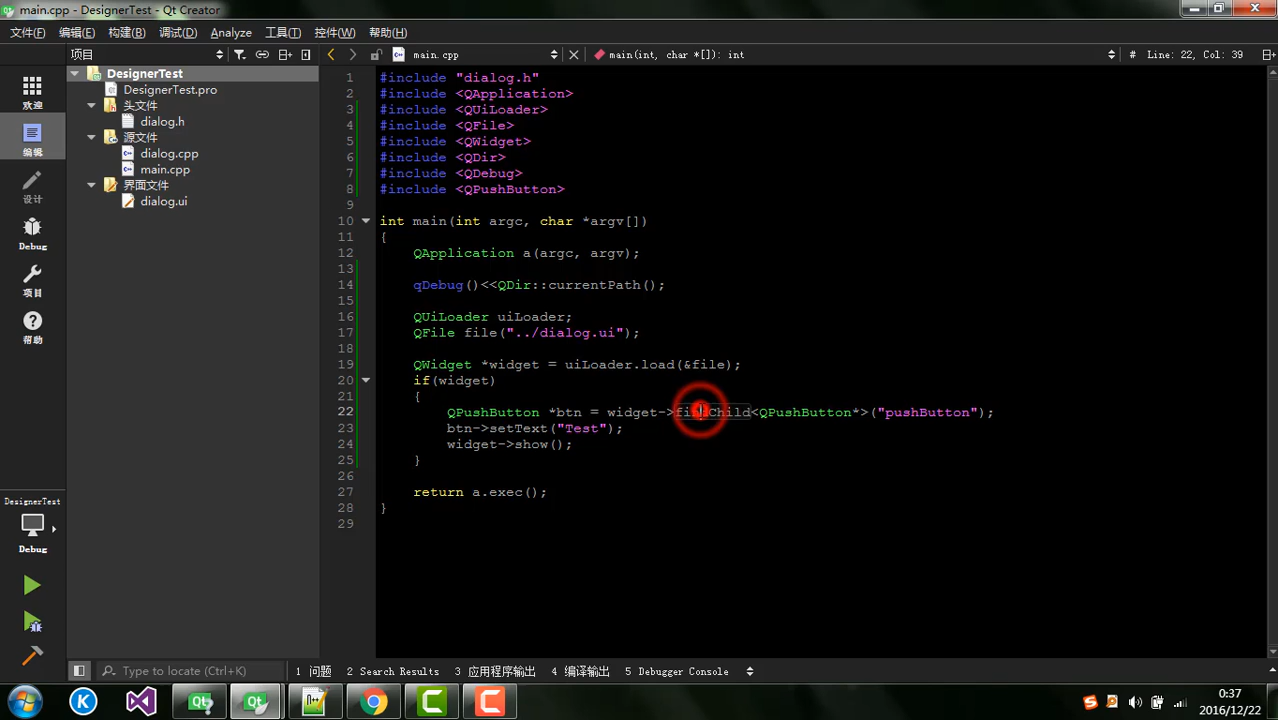 main.cpp - DesignerTest - Qt Creator
文件(F) 编辑(E) 构建(B) 调试(D) Analyze 工具(T) 控件(W) 帮助(H)
项目
main.cpp
main(int, char *[]): int
# Line: 22, Col: 39
欢迎
编辑
设计
Debug
项目
帮助
DesignerTest
Debug
DesignerTest
DesignerTest.pro
头文件
dialog.h
源文件
dialog.cpp
main.cpp
界面文件
dialog.ui
1 #include "dialog.h"
2 #include <QApplication>
3 #include <QUiLoader>
4 #include <QFile>
5 #include <QWidget>
6 #include <QDir>
7 #include <QDebug>
8 #include <QPushButton>
9
10 int main(int argc, char *argv[])
11 {
12 QApplication a(argc, argv);
13
14 qDebug()<<QDir::currentPath();
15
16 QUiLoader uiLoader;
17 QFile file("../dialog.ui");
18
19 QWidget *widget = uiLoader.load(&file);
20 if(widget)
21 {
22 QPushButton *btn = widget->findChild<QPushButton*>("pushButton");
23 btn->setText("Test");
24 widget->show();
25 }
26
27 return a.exec();
28 }
29
Type to locate (Ctrl+K)
1 问题 2 Search Results 3 应用程序输出 4 编译输出 5 Debugger Console
0:37
2016/12/22